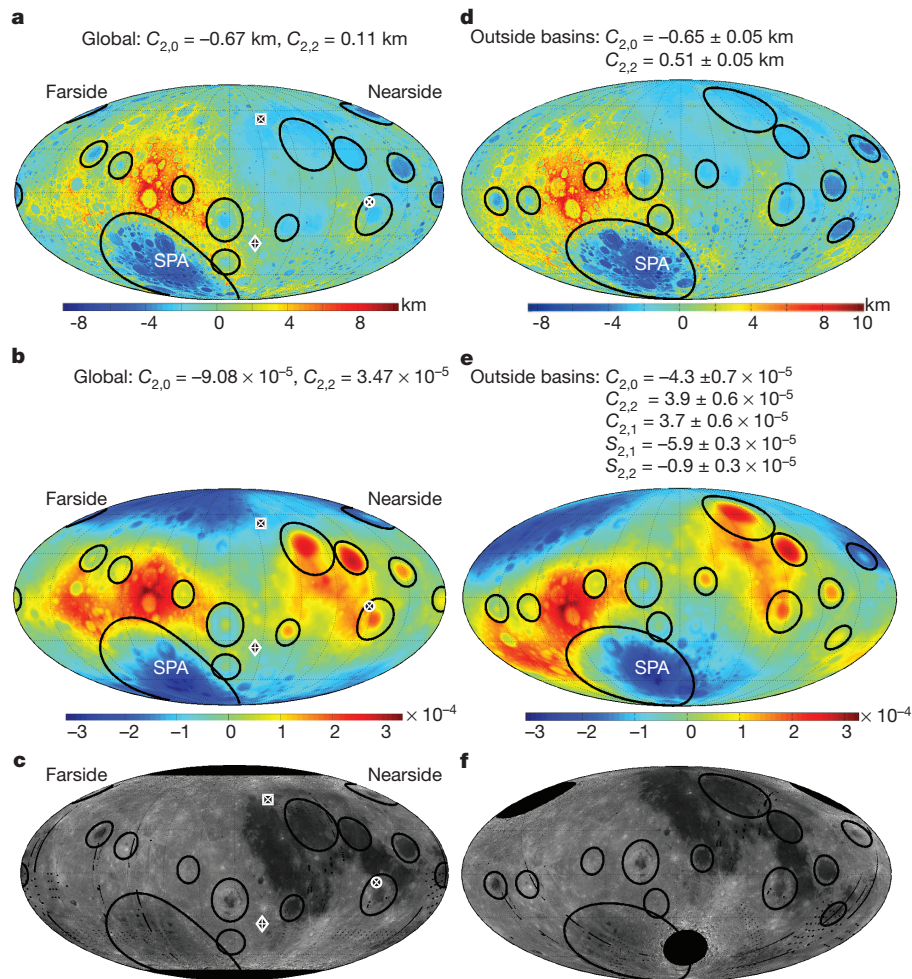 a
Global: C2,0 = –0.67 km, C2,2 = 0.11 km
Farside
Nearside
SPA
km
-8 -4 0 4 8
b
Global: C2,0 = –9.08 × 10–5, C2,2 = 3.47 × 10–5
Farside
Nearside
SPA
× 10–4
–3 –2 –1 0 1 2 3
c
Farside
Nearside
d
Outside basins: C2,0 = –0.65 ± 0.05 km
C2,2 = 0.51 ± 0.05 km
SPA
km
-8 -4 0 4 8 10
e
Outside basins: C2,0 = –4.3 ±0.7 × 10–5
C2,2 = 3.9 ± 0.6 × 10–5
C2,1 = 3.7 ± 0.6 × 10–5
S2,1 = –5.9 ± 0.3 × 10–5
S2,2 = –0.9 ± 0.3 × 10–5
SPA
× 10–4
–3 –2 –1 0 1 2 3
f